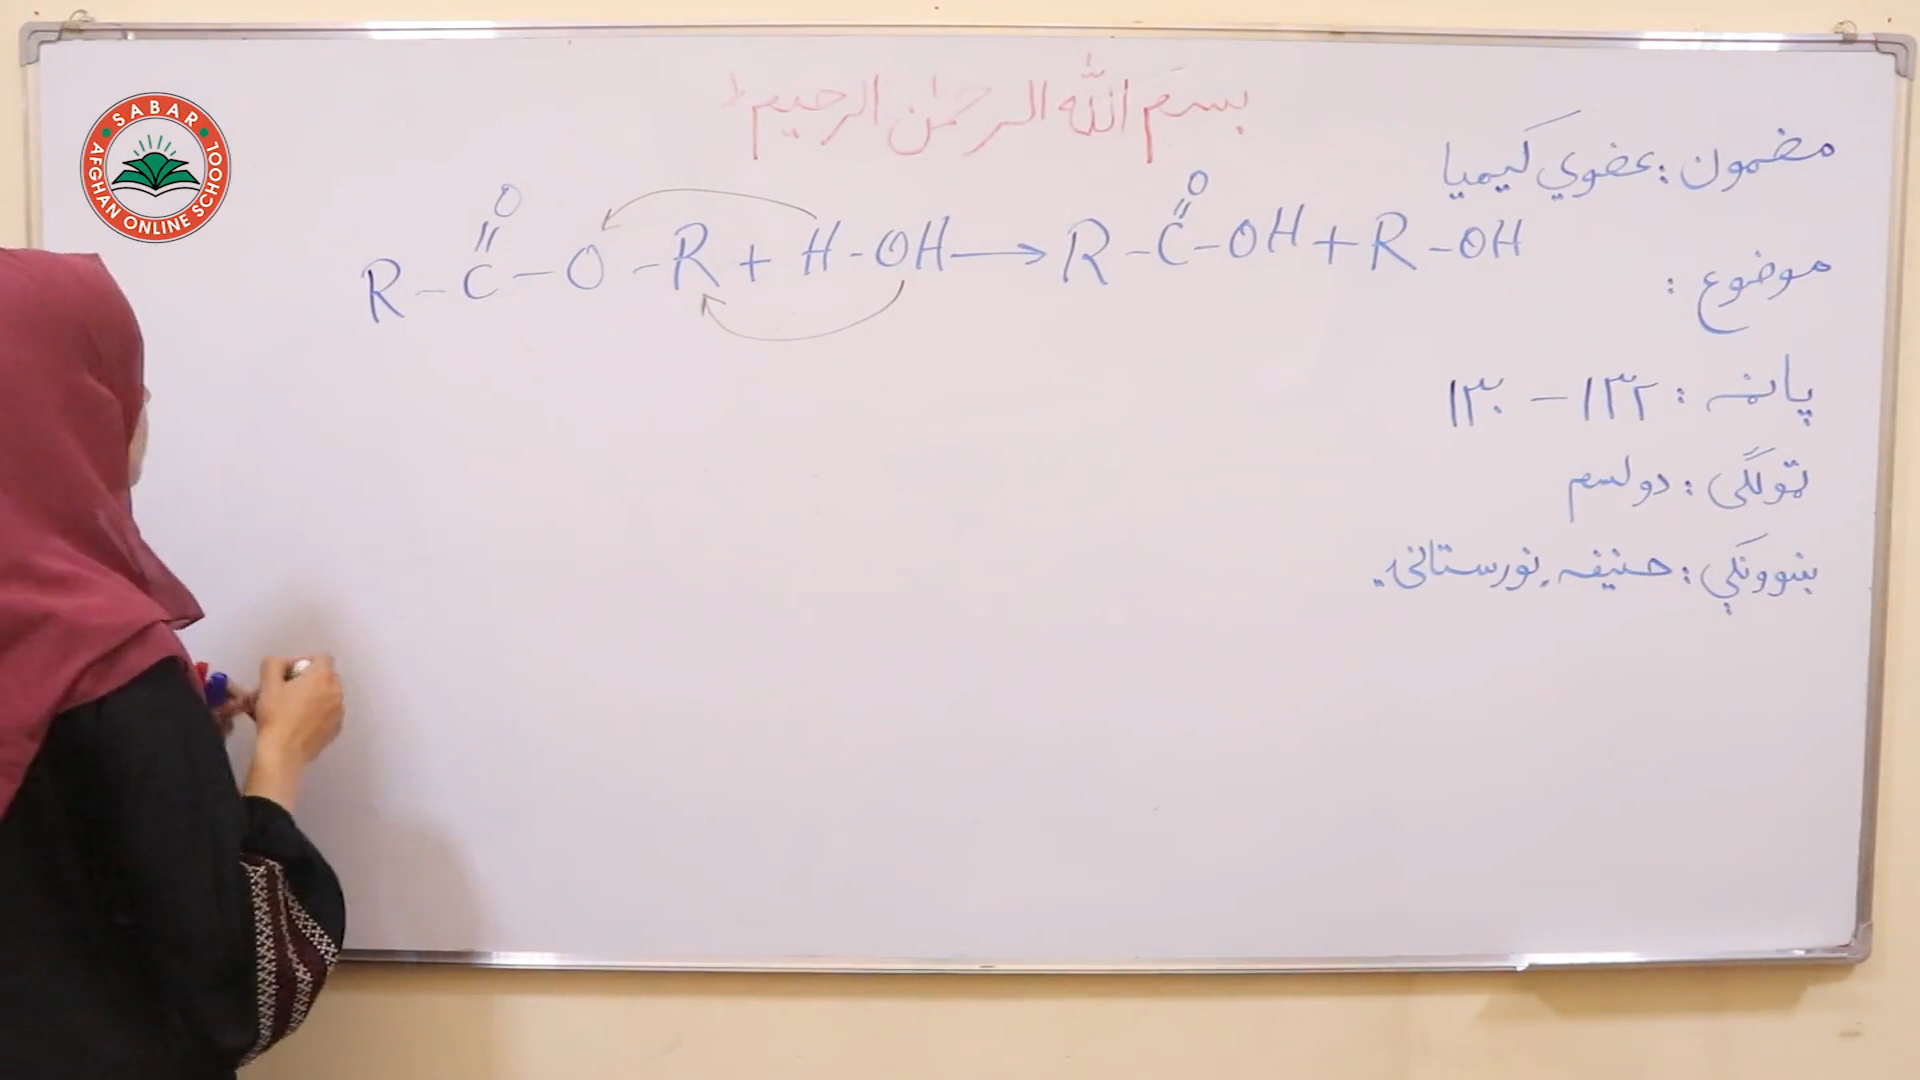 SABAR
AFGHAN ONLINE SCHOOL
بسم الله الرحمٰن الرحیم
مضمون : عضوي کیمیا
R-C(=O)-O-R + H-OH ⟶ R-C(=O)-OH + R-OH
موضوع :
پاڼه : ۱۳۲ – ۱۳۰
ټولګی : دولسم
ښوونکې : حنیفه نورستانی